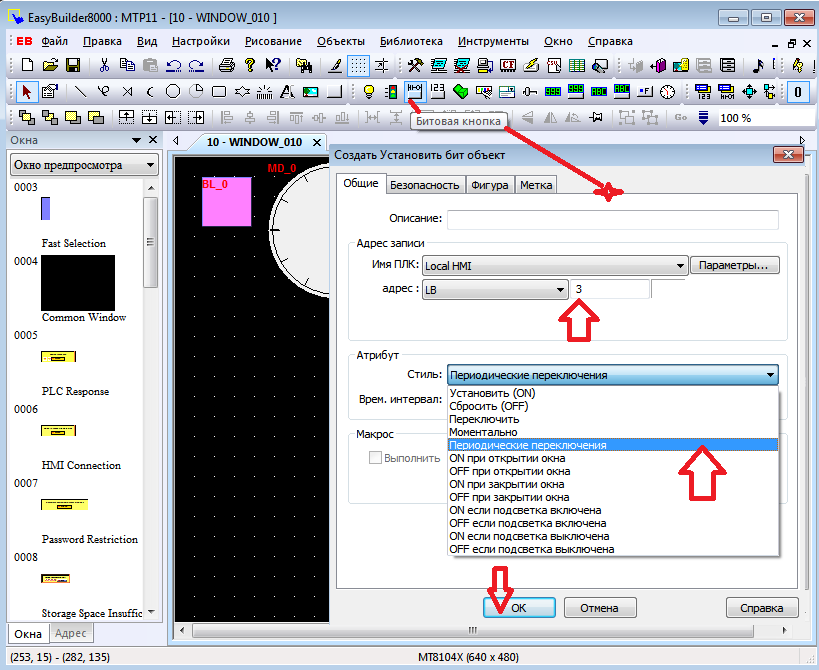 EasyBuilder8000 : MTP11 - [10 - WINDOW_010 ]
EB Файл Правка Вид Настройки Рисование Объекты Библиотека Инструменты Окно Справка
Go 100 %
Битовая кнопка
Окна
10 - WINDOW_010
Окно предпросмотра
0003
Fast Selection
0004
Common Window
0005
PLC Response
0006
HMI Connection
0007
Password Restriction
0008
Storage Space Insuffic
Окна Адрес
BL_0
MD_0
Создать Установить бит объект
Общие Безопасность Фигура Метка
Описание:
Адрес записи
Имя ПЛК: Local HMI Параметры...
адрес : LB 3
Атрибут
Стиль: Периодические переключения
Врем. интервал:
Установить (ON)
Сбросить (OFF)
Переключить
Моментально
Периодические переключения
ON при открытии окна
OFF при открытии окна
ON при закрытии окна
OFF при закрытии окна
ON если подсветка включена
OFF если подсветка включена
ON если подсветка выключена
OFF если подсветка выключена
Макрос
Выполнить
OK Отмена Справка
(253, 15) - (282, 135) MT8104X (640 x 480)